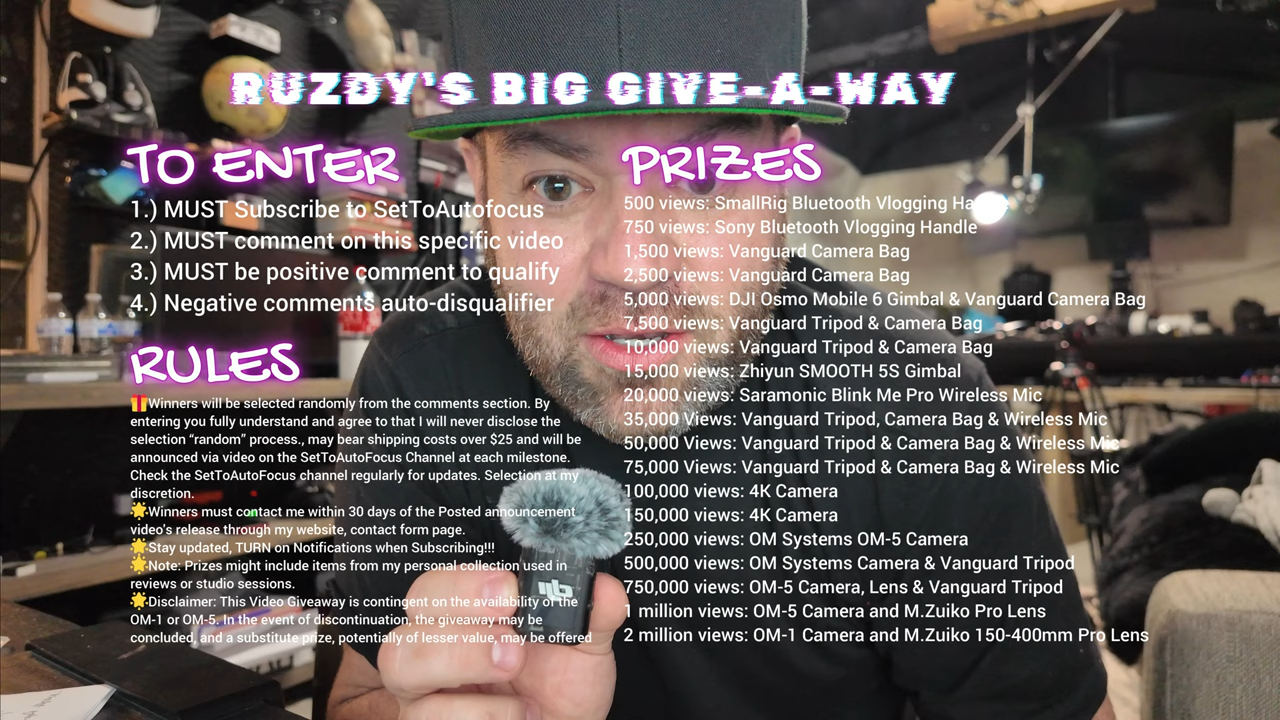 RUZDY'S BIG GIVE-A-WAY
TO ENTER
1.) MUST Subscribe to SetToAutofocus
2.) MUST comment on this specific video
3.) MUST be positive comment to qualify
4.) Negative comments auto-disqualifier
RULES
🎁Winners will be selected randomly from the comments section. By
entering you fully understand and agree to that I will never disclose the
selection “random” process., may bear shipping costs over $25 and will be
announced via video on the SetToAutoFocus Channel at each milestone.
Check the SetToAutoFocus channel regularly for updates. Selection at my
discretion.
🌟Winners must contact me within 30 days of the Posted announcement
video's release through my website, contact form page.
🌟Stay updated, TURN on Notifications when Subscribing!!!
🌟Note: Prizes might include items from my personal collection used in
reviews or studio sessions.
🌟Disclaimer: This Video Giveaway is contingent on the availability of the
OM-1 or OM-5. In the event of discontinuation, the giveaway may be
concluded, and a substitute prize, potentially of lesser value, may be offered
PRIZES
500 views: SmallRig Bluetooth Vlogging
750 views: Sony Bluetooth Vlogging Handle
1,500 views: Vanguard Camera Bag
2,500 views: Vanguard Camera Bag
5,000 views: DJI Osmo Mobile 6 Gimbal & Vanguard Camera Bag
7,500 views: Vanguard Tripod & Camera Bag
10,000 views: Vanguard Tripod & Camera Bag
15,000 views: Zhiyun SMOOTH 5S Gimbal
20,000 views: Saramonic Blink Me Pro Wireless Mic
35,000 views: Vanguard Tripod, Camera Bag & Wireless Mic
50,000 views: Vanguard Tripod & Camera Bag & Wireless Mic
75,000 views: Vanguard Tripod & Camera Bag & Wireless Mic
100,000 views: 4K Camera
150,000 views: 4K Camera
250,000 views: OM Systems OM-5 Camera
500,000 views: OM Systems Camera & Vanguard Tripod
750,000 views: OM-5 Camera, Lens & Vanguard Tripod
1 million views: OM-5 Camera and M.Zuiko Pro Lens
2 million views: OM-1 Camera and M.Zuiko 150-400mm Pro Lens